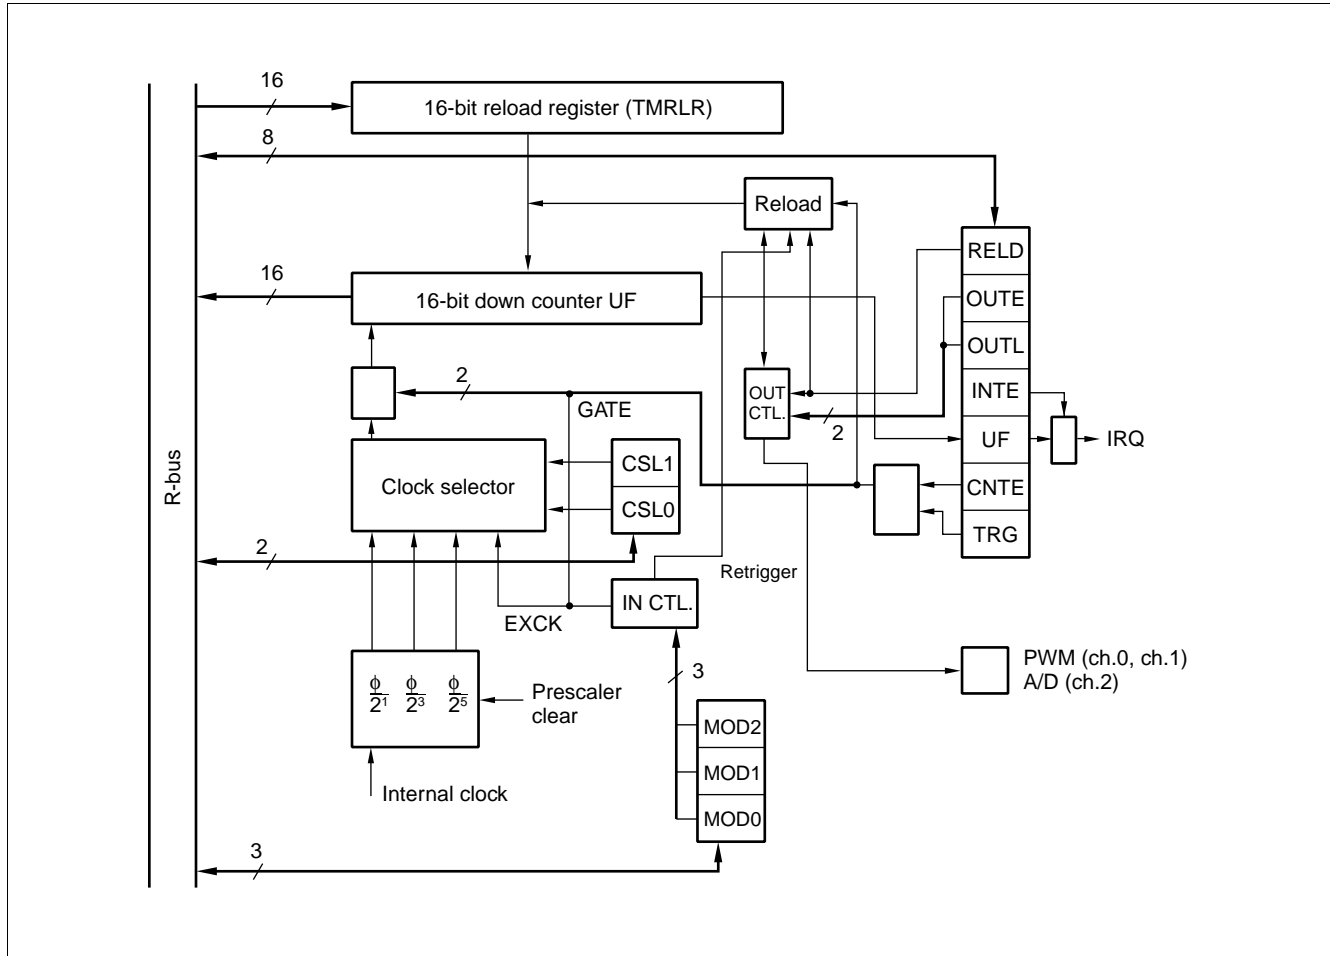 16
16-bit reload register (TMRLR)
8
Reload
RELD
16
16-bit down counter UF
OUTE
OUTL
2
GATE
OUT
CTL.
2
INTE
UF
IRQ
CSL1
Clock selector
CSL0
CNTE
TRG
R-bus
2
Retrigger
IN CTL.
EXCK
3
PWM (ch.0, ch.1)
A/D (ch.2)
ϕ/2¹ ϕ/2³ ϕ/2⁵
Prescaler
clear
MOD2
MOD1
MOD0
Internal clock
3